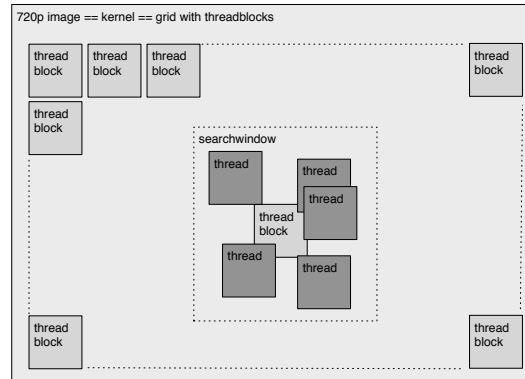 720p image == kernel == grid with threadblocks
thread
block
thread
block
thread
block
thread
block
thread
block
searchwindow
thread
thread
thread
thread
block
thread
thread
thread
block
thread
block